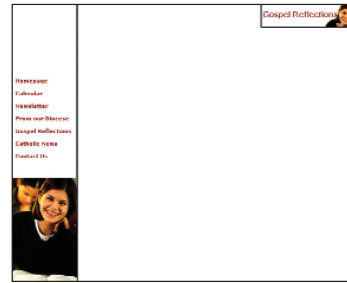 Gospel Reflections
Homepage
Calendar
Newsletter
From our Diocese
Gospel Reflections
Catholic News
Contact Us